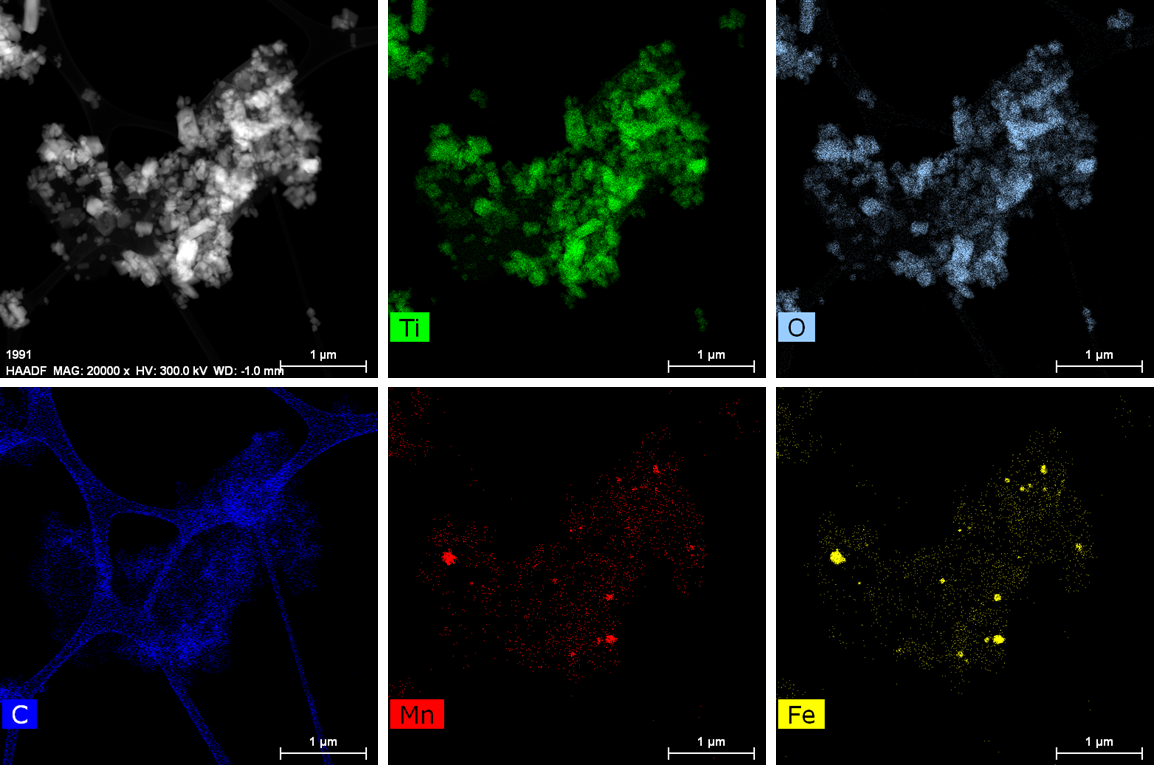 1991
HAADF MAG: 20000 x HV: 300.0 kV WD: -1.0 mm
1 µm
Ti
1 µm
O
1 µm
C
1 µm
Mn
1 µm
Fe
1 µm